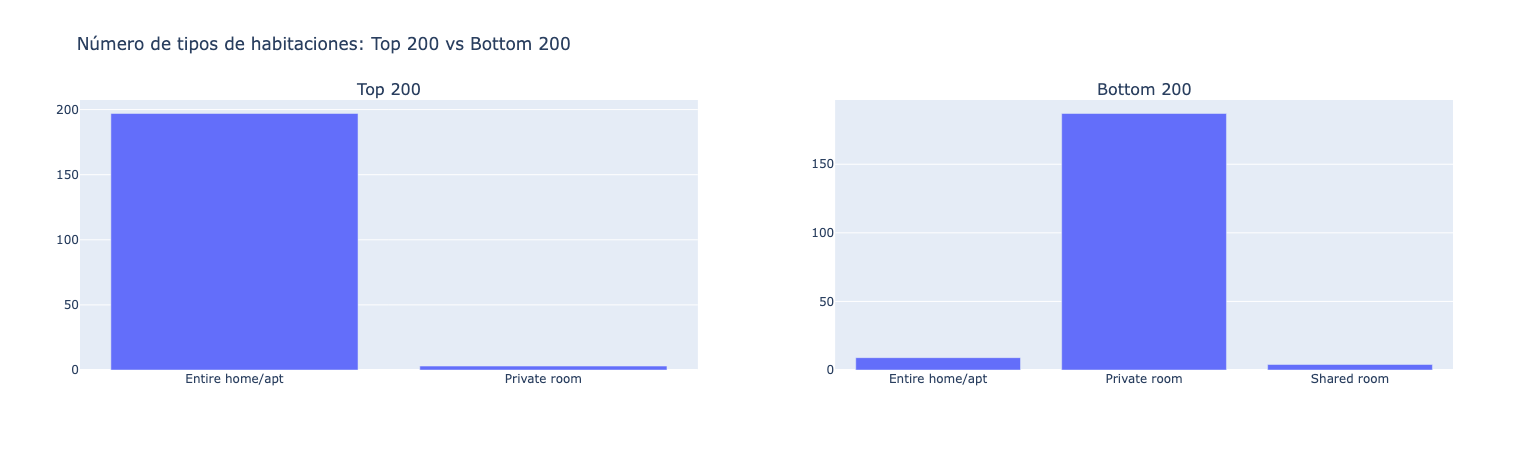 Número de tipos de habitaciones: Top 200 vs Bottom 200
Top 200
200
150
100
50
0
Entire home/apt
Private room
Bottom 200
150
100
50
0
Entire home/apt
Private room
Shared room